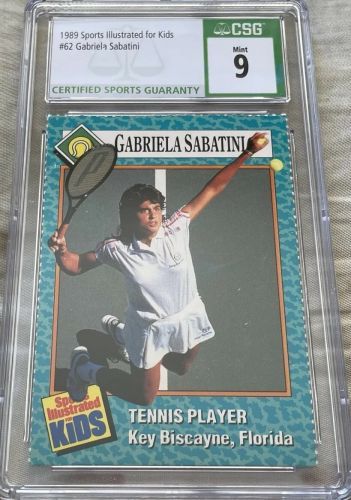 1989 Sports Illustrated for Kids
#62 Gabriela Sabatini
CSG
Mint
9
CERTIFIED SPORTS GUARANTY
GABRIELA SABATINI
Sports
Illustrated
FOR
KIDS
TENNIS PLAYER
Key Biscayne, Florida